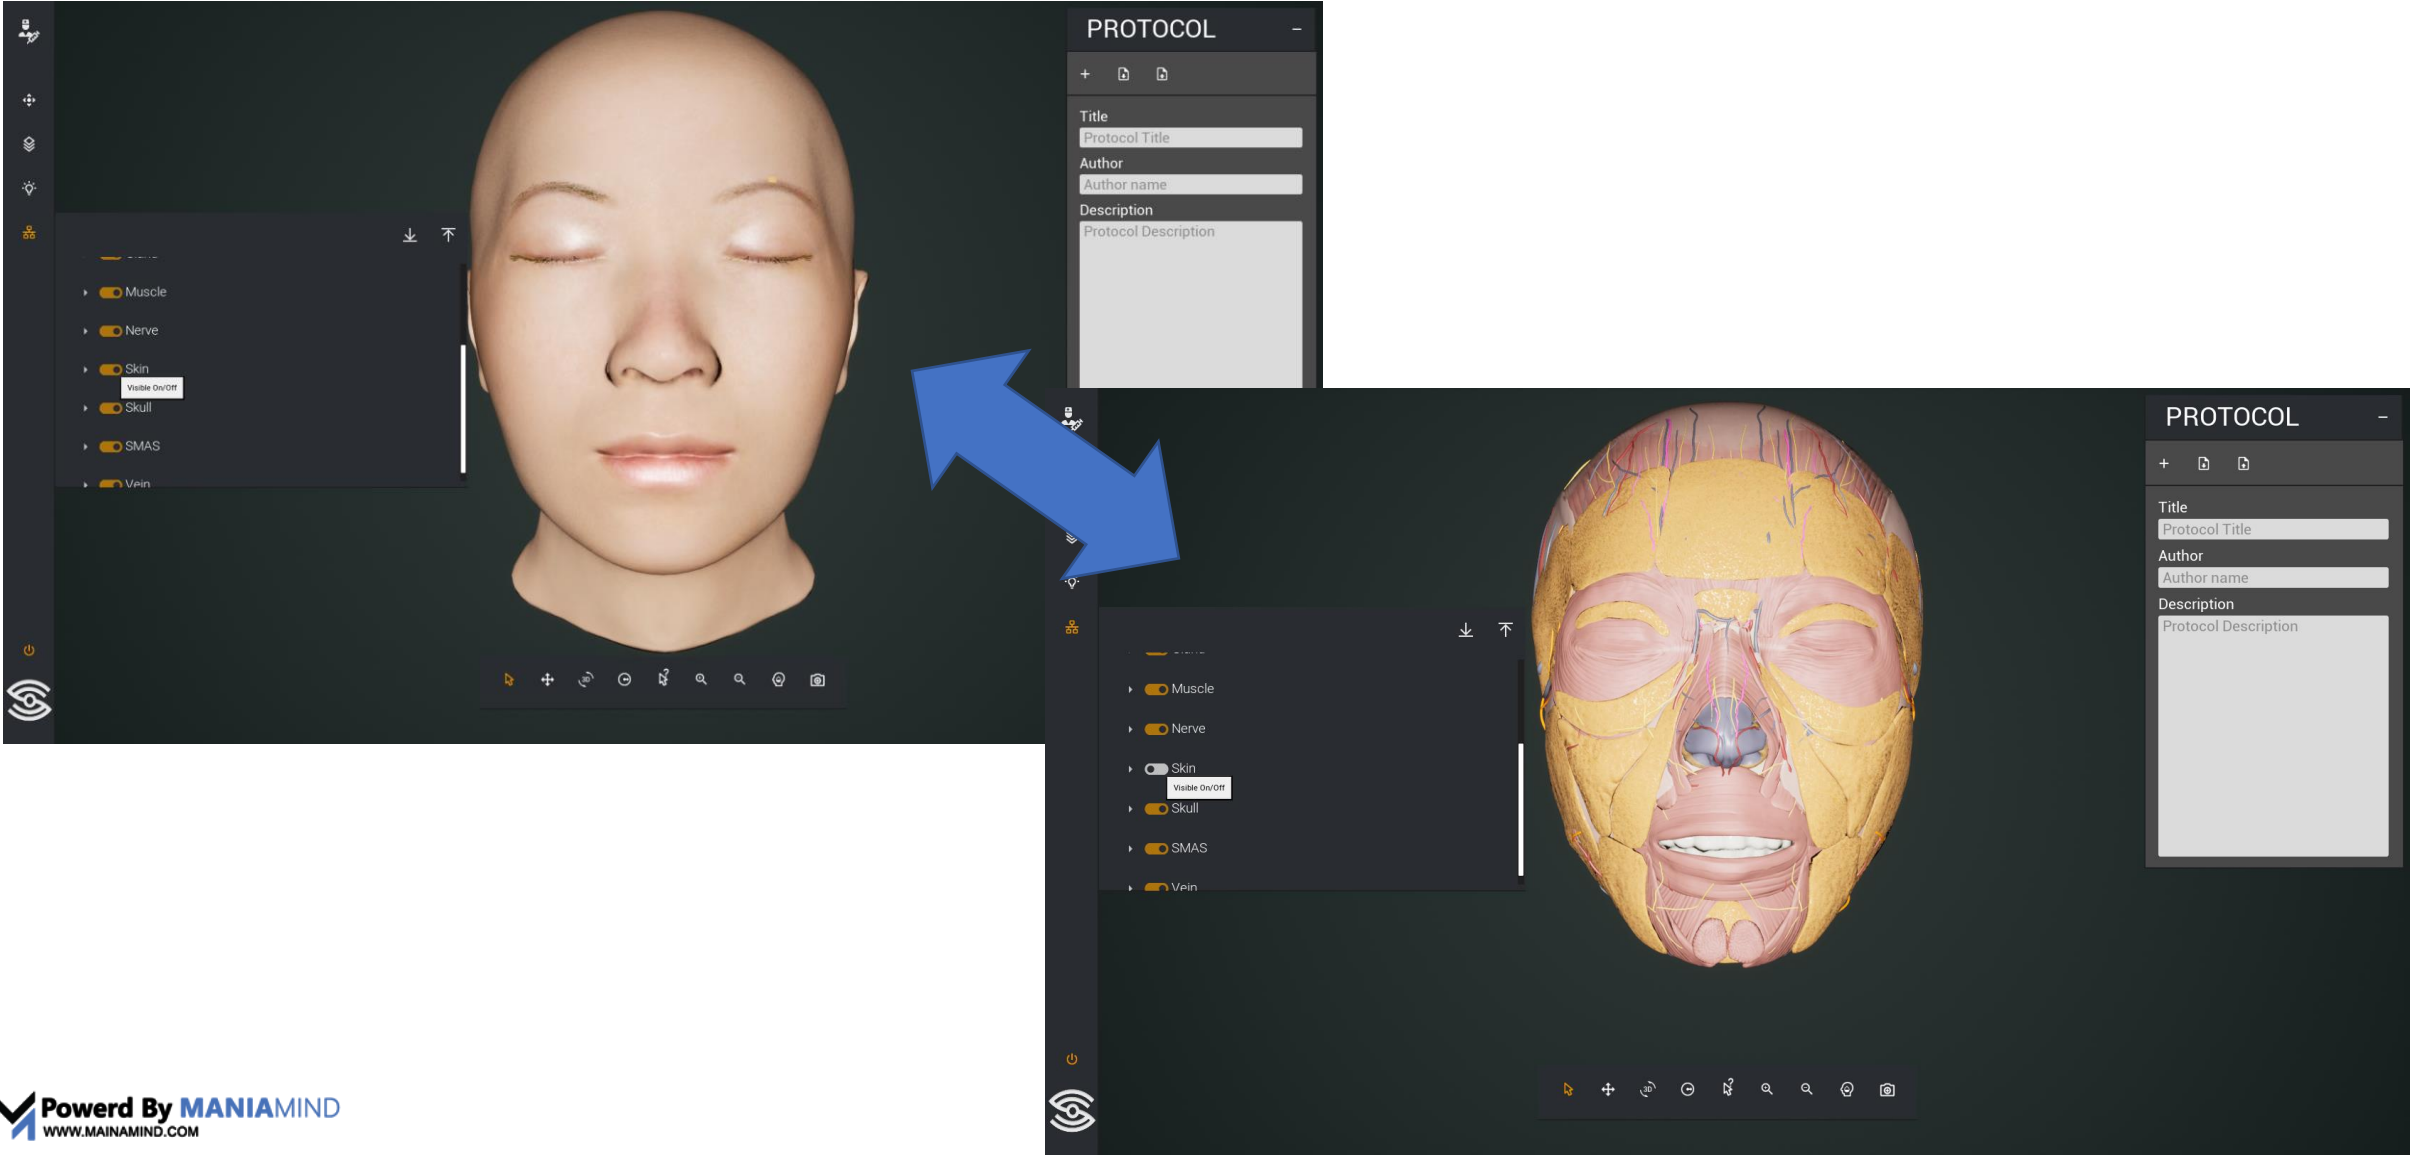 PROTOCOL
Title
Protocol Title
Author
Author name
Description
Protocol Description
Muscle
Nerve
Skin
Visible On/Off
Skull
SMAS
Vein
3D
PROTOCOL
Title
Protocol Title
Author
Author name
Description
Protocol Description
Muscle
Nerve
Skin
Visible On/Off
Skull
SMAS
Vein
3D
Powerd By MANIAMIND
WWW.MAINAMIND.COM